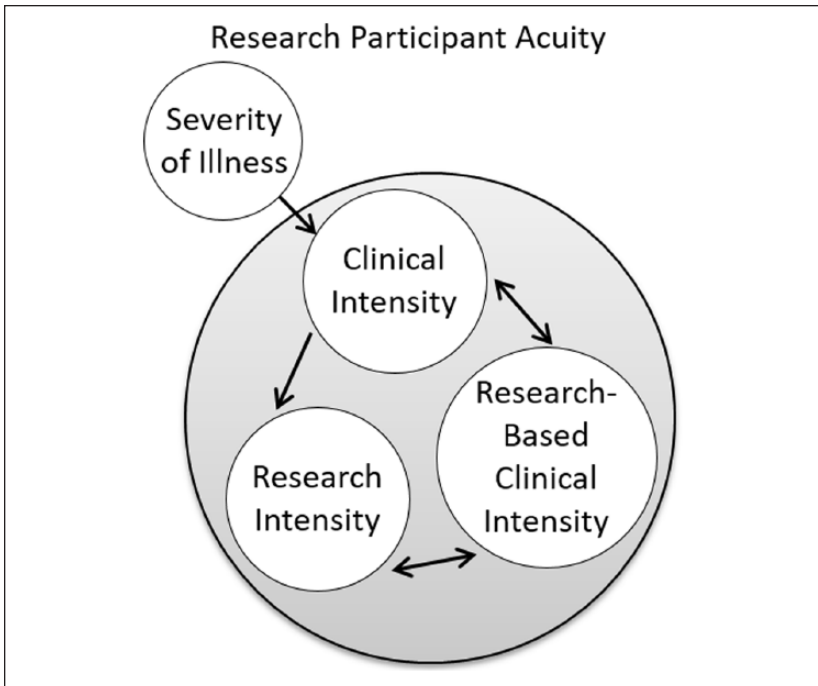 Research Participant Acuity
Severity
of Illness
Clinical
Intensity
Research-
Based
Clinical
Intensity
Research
Intensity